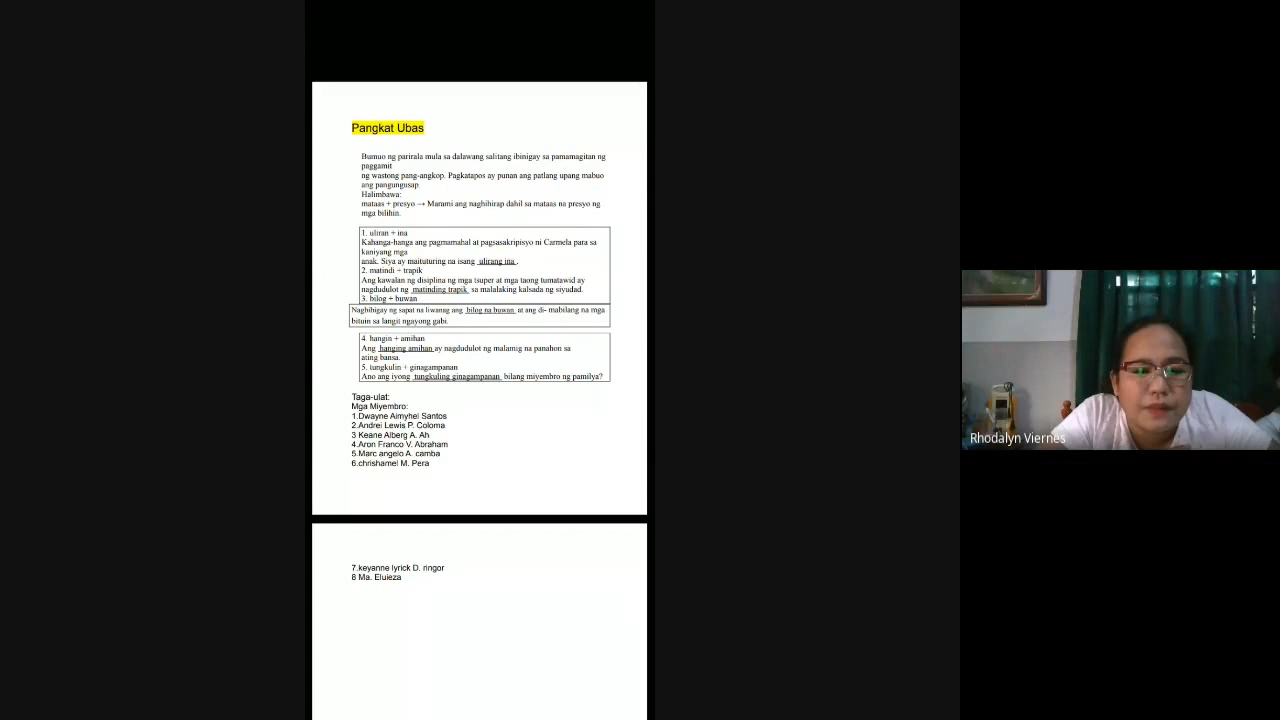 Pangkat Ubas
Bumuo ng parirala mula sa dalawang salitang ibinigay sa pamamagitan ng
paggamit
ng wastong pang-angkop. Pagkatapos ay punan ang patlang upang mabuo
ang pangungusap
Halimbawa:
mataas + presyo → Marami ang naghihirap dahil sa mataas na presyo ng
mga bilihin.
1. uliran + ina
Kahanga-hanga ang pagmamahal at pagsasakripisyo ni Carmela para sa
kaniyang mga
anak. Siya ay maituturing na isang ulirang ina .
2. matindi + trapik
Ang kawalan ng disiplina ng mga tsuper at mga taong tumatawid ay
nagdudulot ng matinding trapik sa malalaking kalsada ng siyudad.
3. bilog + buwan
Nagbibigay ng sapat na liwanag ang bilog na buwan at ang di- mabilang na mga
bituin sa langit ngayong gabi.
4. hangin + amihan
Ang hanging amihan ay nagdudulot ng malamig na panahon sa
ating bansa.
5. tungkulin + ginagampanan
Ano ang iyong tungkuling ginagampanan bilang miyembro ng pamilya?
Taga-ulat:
Mga Miyembro:
1.Dwayne Aimyhel Santos
2.Andrei Lewis P. Coloma
3 Keane Alberg A. Ah
4.Aron Franco V. Abraham
5.Marc angelo A. camba
6.chrishamel M. Pera
7.keyanne lyrick D. ringor
8 Ma. Eluieza
Rhodalyn Viernes